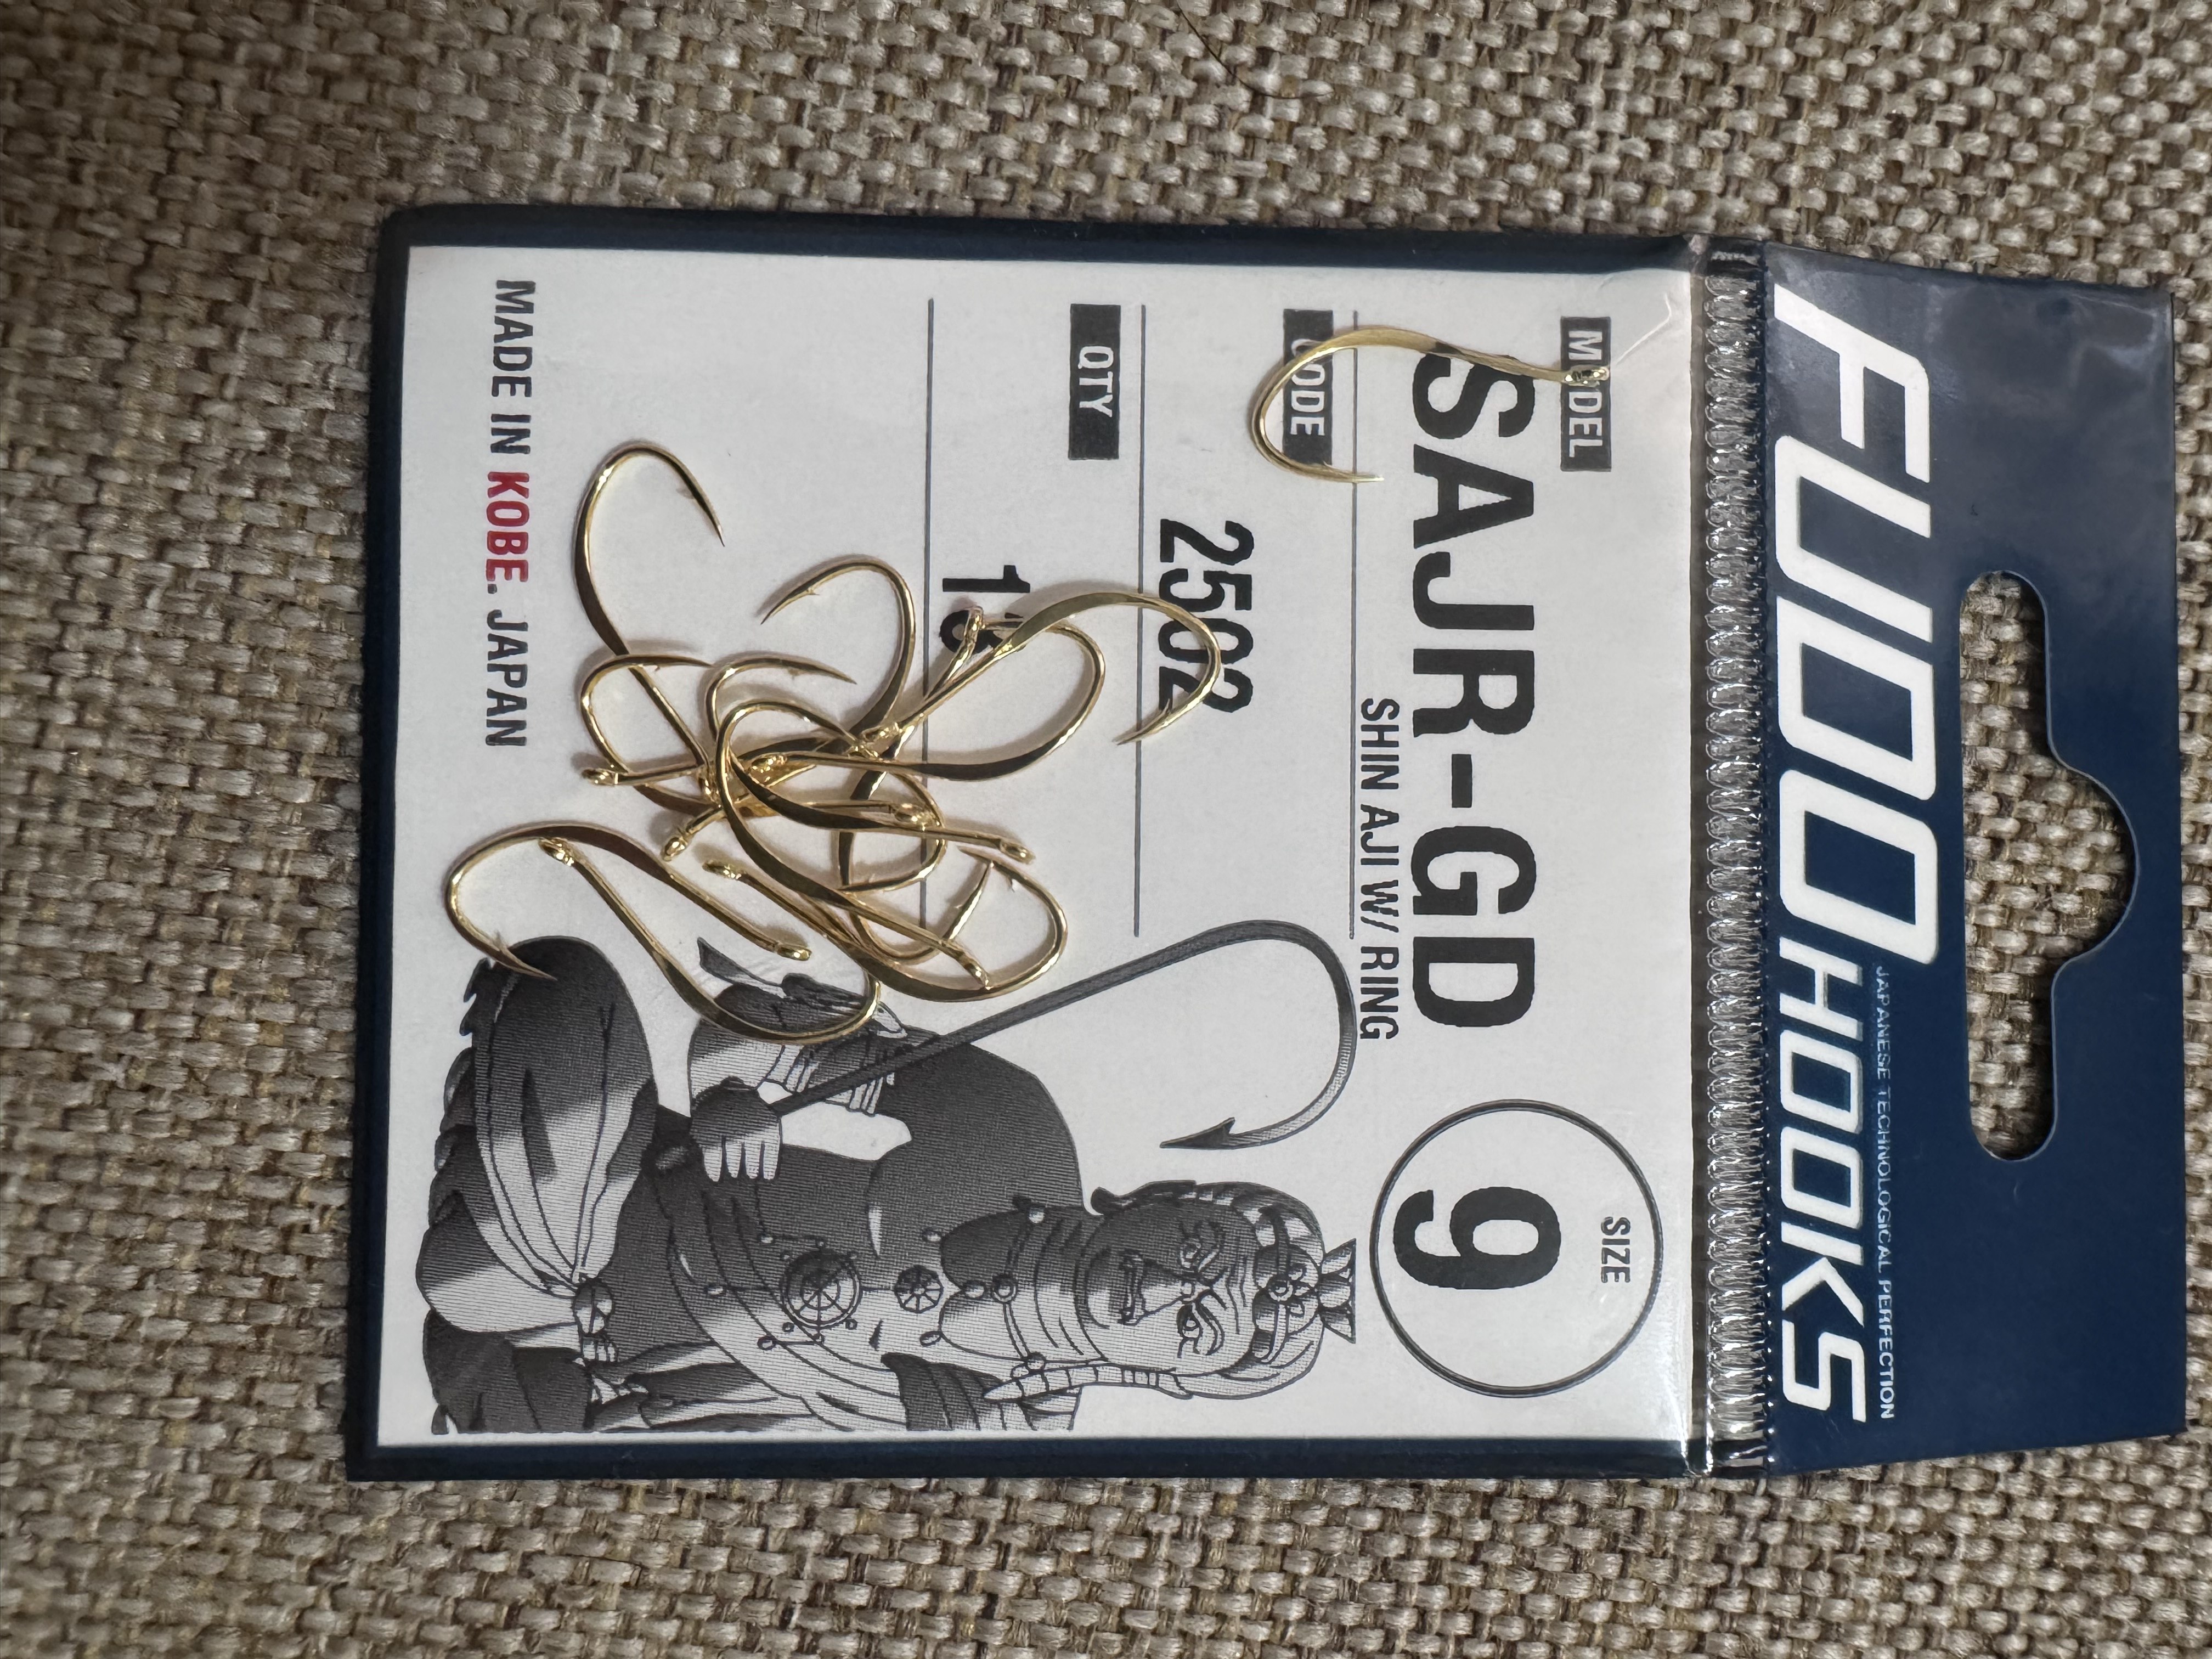 FUDO HOOKS
JAPANESE TECHNOLOGICAL PERFECTION
MODEL
SAJR-GD
SHIN AJI W/ RING
SIZE
9
CODE
2502
QTY
MADE IN KOBE. JAPAN